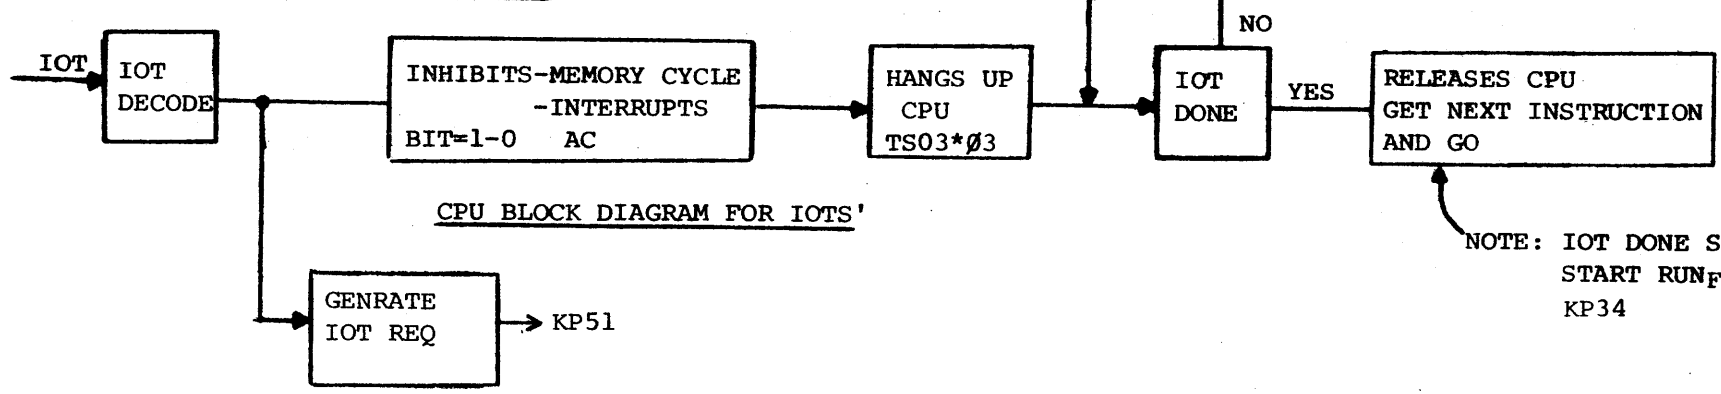 NO
IOT
IOT
DECODE
INHIBITS-MEMORY CYCLE
-INTERRUPTS
BIT=1-0 AC
HANGS UP
CPU
TS03*Ø3
IOT
DONE
YES
RELEASES CPU
GET NEXT INSTRUCTION
AND GO
CPU BLOCK DIAGRAM FOR IOTS'
NOTE: IOT DONE S
START RUNF
KP34
GENRATE
IOT REQ
KP51